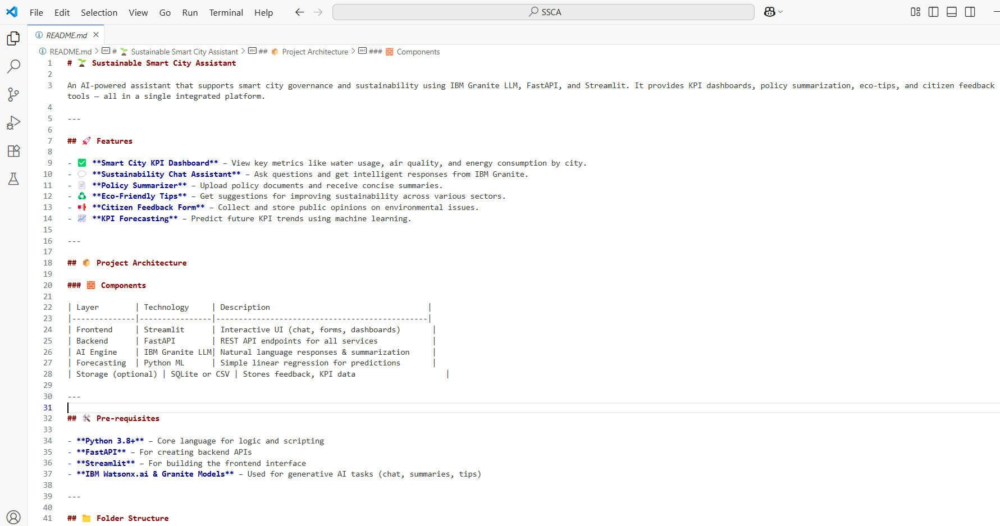 File Edit Selection View Go Run Terminal Help SSCA
README.md
README.md > # 🌱 Sustainable Smart City Assistant > ## 📦 Project Architecture > ### 🧱 Components
1 # 🌱 Sustainable Smart City Assistant
2
3 An AI-powered assistant that supports smart city governance and sustainability using IBM Granite LLM, FastAPI, and Streamlit. It provides KPI dashboards, policy summarization, eco-tips, and citizen feedback
tools — all in a single integrated platform.
4
5 ---
6
7 ## 🚀 Features
8
9 - ✅ **Smart City KPI Dashboard** – View key metrics like water usage, air quality, and energy consumption by city.
10 - 💬 **Sustainability Chat Assistant** – Ask questions and get intelligent responses from IBM Granite.
11 - 📄 **Policy Summarizer** – Upload policy documents and receive concise summaries.
12 - ♻️ **Eco-Friendly Tips** – Get suggestions for improving sustainability across various sectors.
13 - 📢 **Citizen Feedback Form** – Collect and store public opinions on environmental issues.
14 - 📈 **KPI Forecasting** – Predict future KPI trends using machine learning.
15
16 ---
17
18 ## 📦 Project Architecture
19
20 ### 🧱 Components
21
22 | Layer | Technology | Description |
23 |--------------|----------------|-----------------------------------------------|
24 | Frontend | Streamlit | Interactive UI (chat, forms, dashboards) |
25 | Backend | FastAPI | REST API endpoints for all services |
26 | AI Engine | IBM Granite LLM| Natural language responses & summarization |
27 | Forecasting | Python ML | Simple linear regression for predictions |
28 | Storage (optional) | SQLite or CSV | Stores feedback, KPI data |
29
30 ---
31
32 ## 🛠️ Pre-requisites
33
34 - **Python 3.8+** – Core language for logic and scripting
35 - **FastAPI** – For creating backend APIs
36 - **Streamlit** – For building the frontend interface
37 - **IBM Watsonx.ai & Granite Models** – Used for generative AI tasks (chat, summaries, tips)
38
39 ---
40
41 ## 📁 Folder Structure